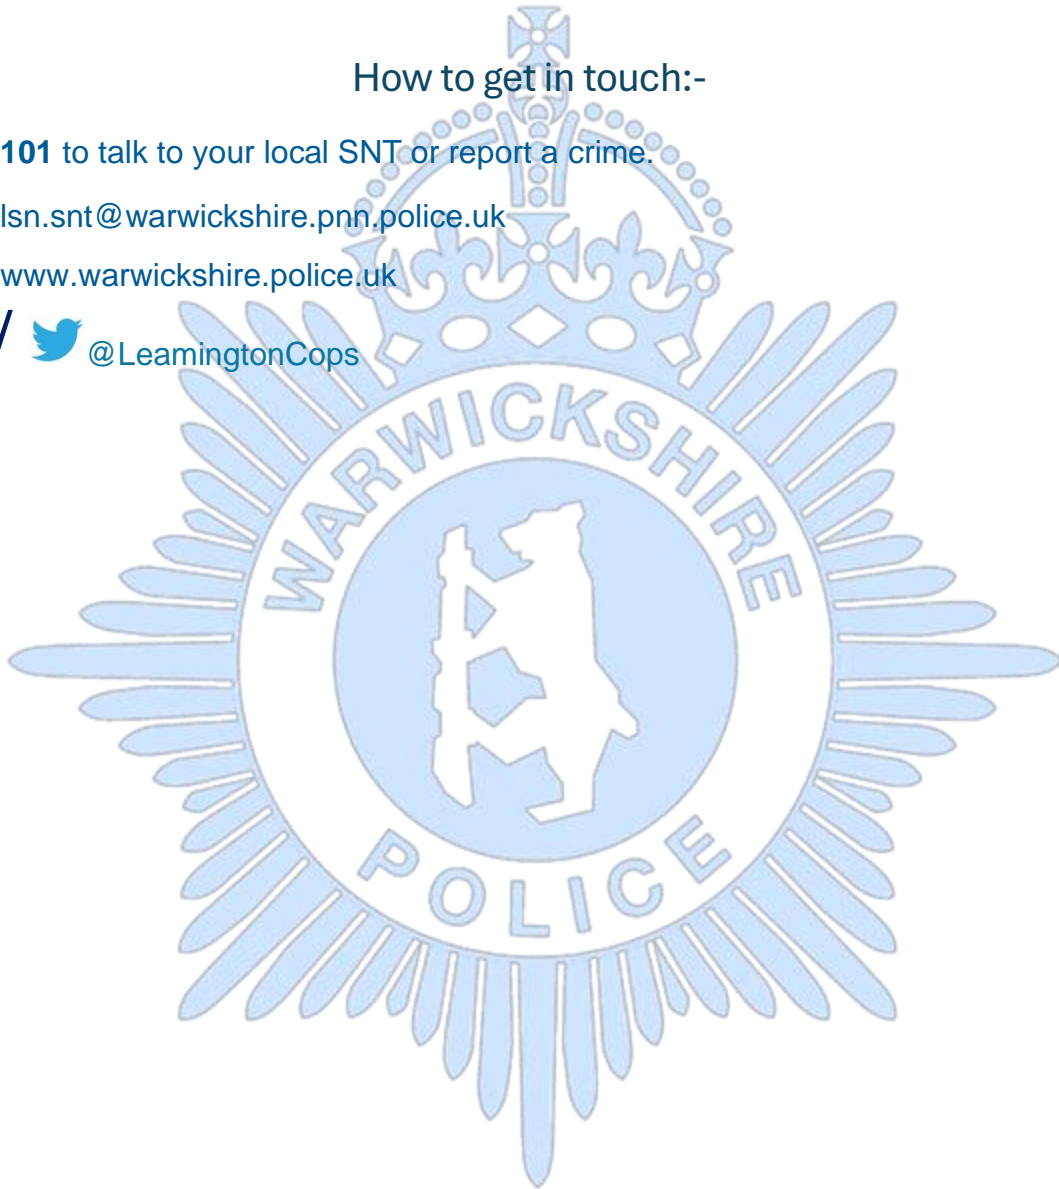 How to get in touch:-
101 to talk to your local SNT or report a crime.
lsn.snt@warwickshire.pnn.police.uk
www.warwickshire.police.uk
/ @LeamingtonCops
WARWICKSHIRE
POLICE